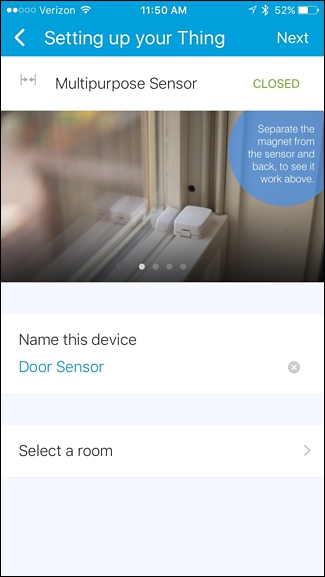 Verizon 11:50 AM 52%
Setting up your Thing Next
Multipurpose Sensor CLOSED
Separate the
magnet from
the sensor and
back, to see it
work above.
Name this device
Door Sensor
Select a room